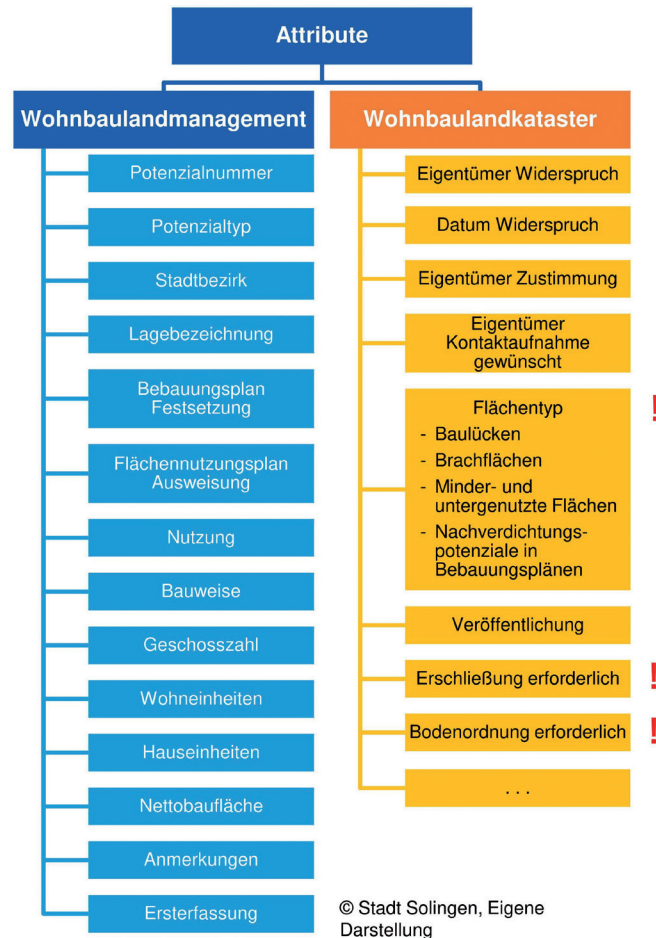 Attribute
Wohnbaulandmanagement
Potenzialnummer
Potenzialtyp
Stadtbezirk
Lagebezeichnung
Bebauungsplan
Festsetzung
Flächennutzungsplan
Ausweisung
Nutzung
Bauweise
Geschosszahl
Wohneinheiten
Hauseinheiten
Nettobaufläche
Anmerkungen
Ersterfassung
Wohnbaulandkataster
Eigentümer Widerspruch
Datum Widerspruch
Eigentümer Zustimmung
Eigentümer
Kontaktaufnahme
gewünscht
Flächentyp
- Baulücken
- Brachflächen
- Minder- und
untergenutzte Flächen
- Nachverdichtungs-
potenziale in
Bebauungsplänen
!
Veröffentlichung
Erschließung erforderlich
!
Bodenordnung erforderlich
!
. . .
© Stadt Solingen, Eigene
Darstellung